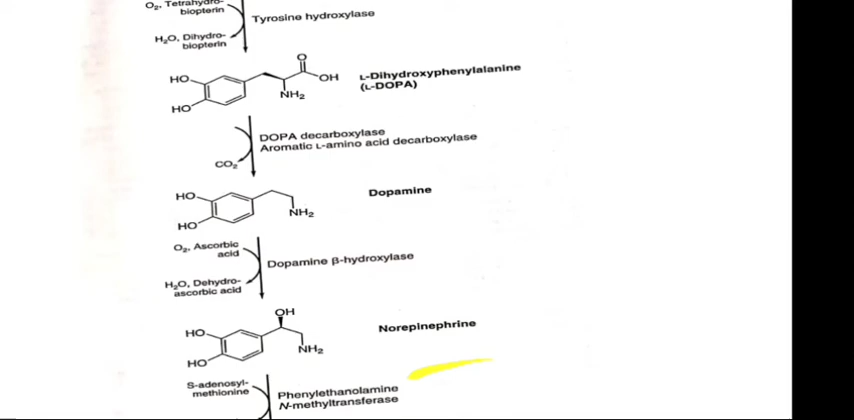 O2, Tetrahydro-
biopterin
Tyrosine hydroxylase
H2O, Dihydro-
biopterin
O
HO
OH
HO
NH2
L-Dihydroxyphenylalanine
(L-DOPA)
DOPA decarboxylase
Aromatic L-amino acid decarboxylase
CO2
HO
HO
NH2
Dopamine
O2, Ascorbic
acid
Dopamine β-hydroxylase
H2O, Dehydro-
ascorbic acid
OH
HO
HO
NH2
Norepinephrine
S-adenosyl-
methionine
Phenylethanolamine
N-methyltransferase